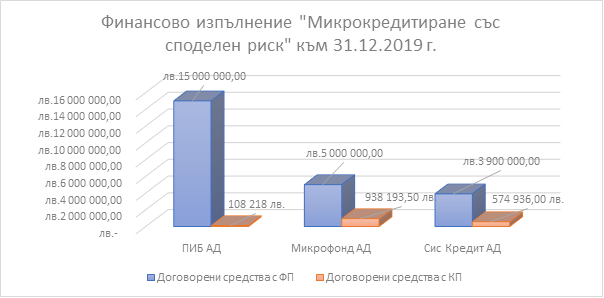 Финансово изпълнение "Микрокредитиране със
споделен риск" към 31.12.2019 г.
лв.15 000 000,00
лв.16 000 000,00
лв.14 000 000,00
лв.12 000 000,00
лв.10 000 000,00
лв.8 000 000,00
лв.6 000 000,00
лв.4 000 000,00
лв.2 000 000,00
лв.-
лв.5 000 000,00
лв.3 900 000,00
108 218 лв.
938 193,50 лв.
574 936,00 лв.
ПИБ АД
Микрофонд АД
Сис Кредит АД
Договорени средства с ФП
Договорени средства с КП